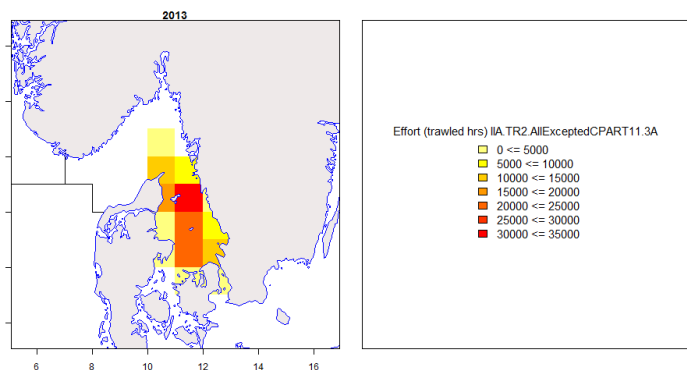 2013
Effort (trawled hrs) IIA.TR2.AllExceptedCPART11.3A
0 <= 5000
5000 <= 10000
10000 <= 15000
15000 <= 20000
20000 <= 25000
25000 <= 30000
30000 <= 35000
6 8 10 12 14 16